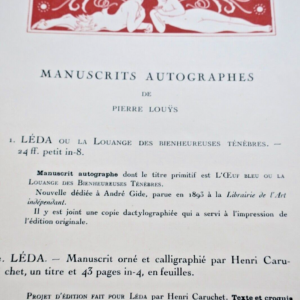 MANUSCRITS AUTOGRAPHES
DE
PIERRE LOUŸS
1. LÉDA OU LA LOUANGE DES BIENHEUREUSES TÉNÈBRES. —
24 ff. petit in-8.
Manuscrit autographe dont le titre primitif est L'ŒUF BLEU OU LA
LOUANGE DES BIENHEUREUSES TÉNÈBRES.
Nouvelle dédiée à André Gide, parue en 1893 à la Librairie de l'Art
indépendant.
Il y est joint une copie dactylographiée qui a servi à l'impression de
l'édition originale.
. LÉDA. — Manuscrit orné et calligraphié par Henri Caru-
chet, un titre et 43 pages in-4, en feuilles.
PROJET D'ÉDITION FAIT POUR LÉDA par Henri Caruchet. Texte et croquis